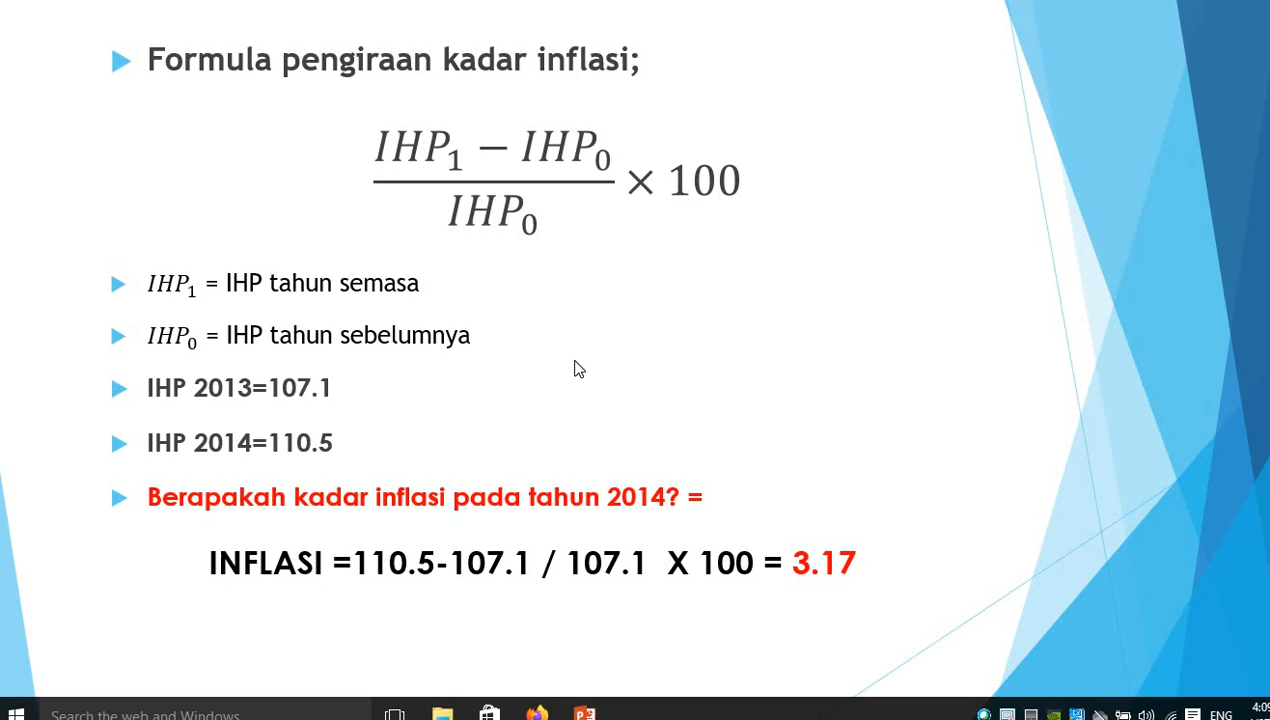 Formula pengiraan kadar inflasi;
IHP₁ − IHP₀
IHP₀
× 100
IHP₁ = IHP tahun semasa
IHP₀ = IHP tahun sebelumnya
IHP 2013=107.1
IHP 2014=110.5
Berapakah kadar inflasi pada tahun 2014? =
INFLASI =110.5-107.1 / 107.1 X 100 = 3.17
Search the web and Windows
ENG
4:09